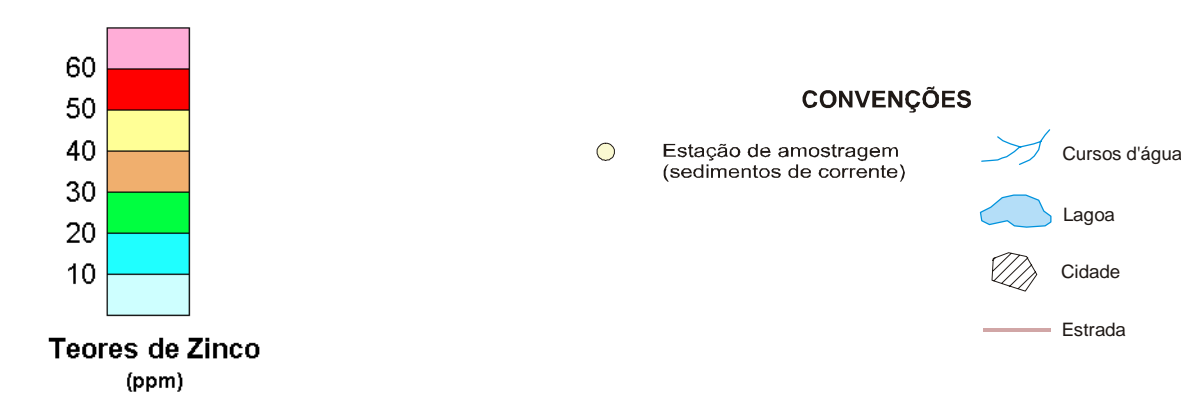 60
50
40
30
20
10
Teores de Zinco
(ppm)
CONVENÇÕES
Estação de amostragem
(sedimentos de corrente)
Cursos d'água
Lagoa
Cidade
Estrada